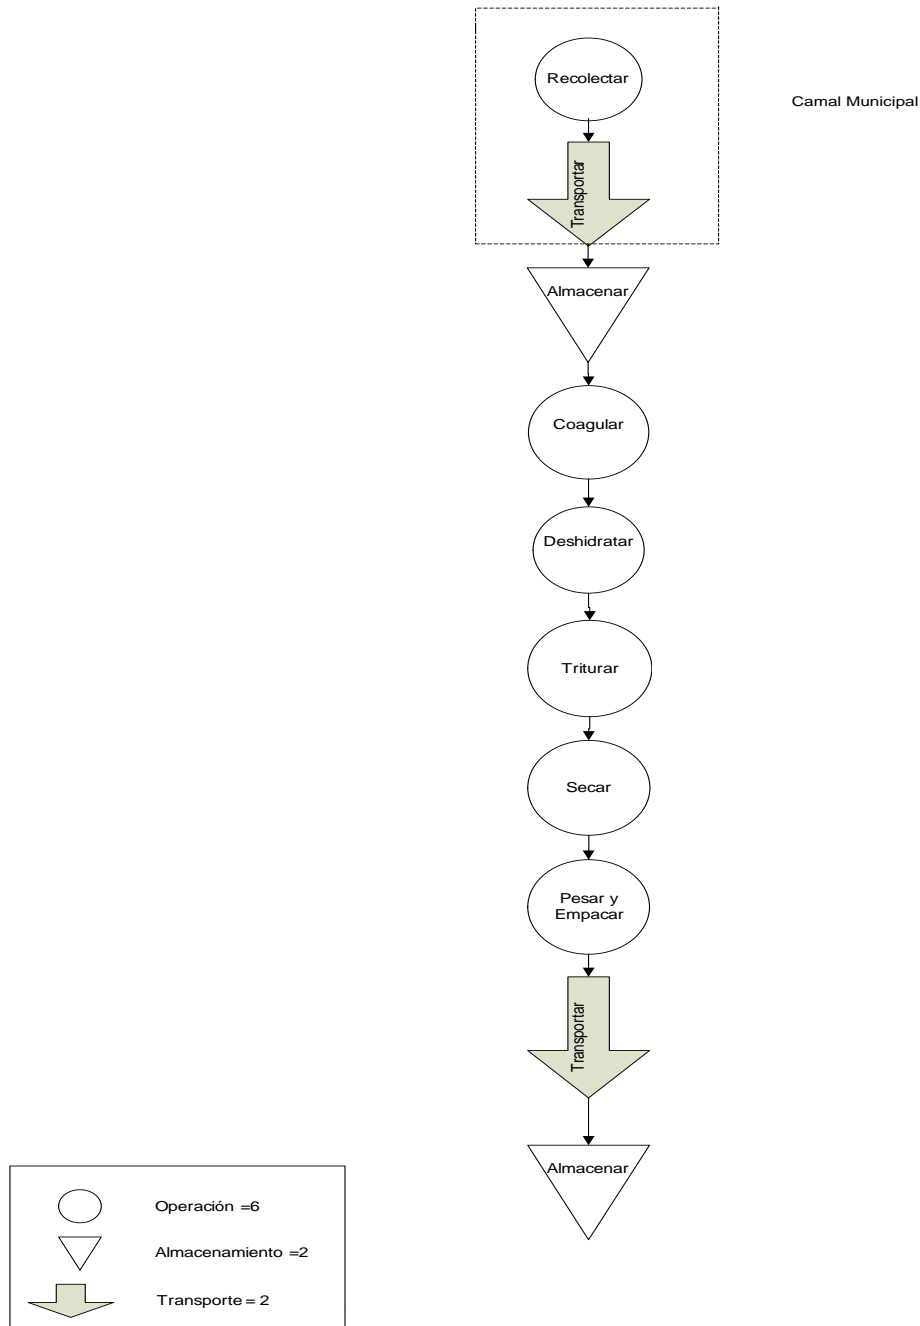 Recolectar
Camal Municipal
Transportar
Almacenar
Coagular
Deshidratar
Triturar
Secar
Pesar y
Empacar
Transportar
Almacenar
Operación =6
Almacenamiento =2
Transporte = 2